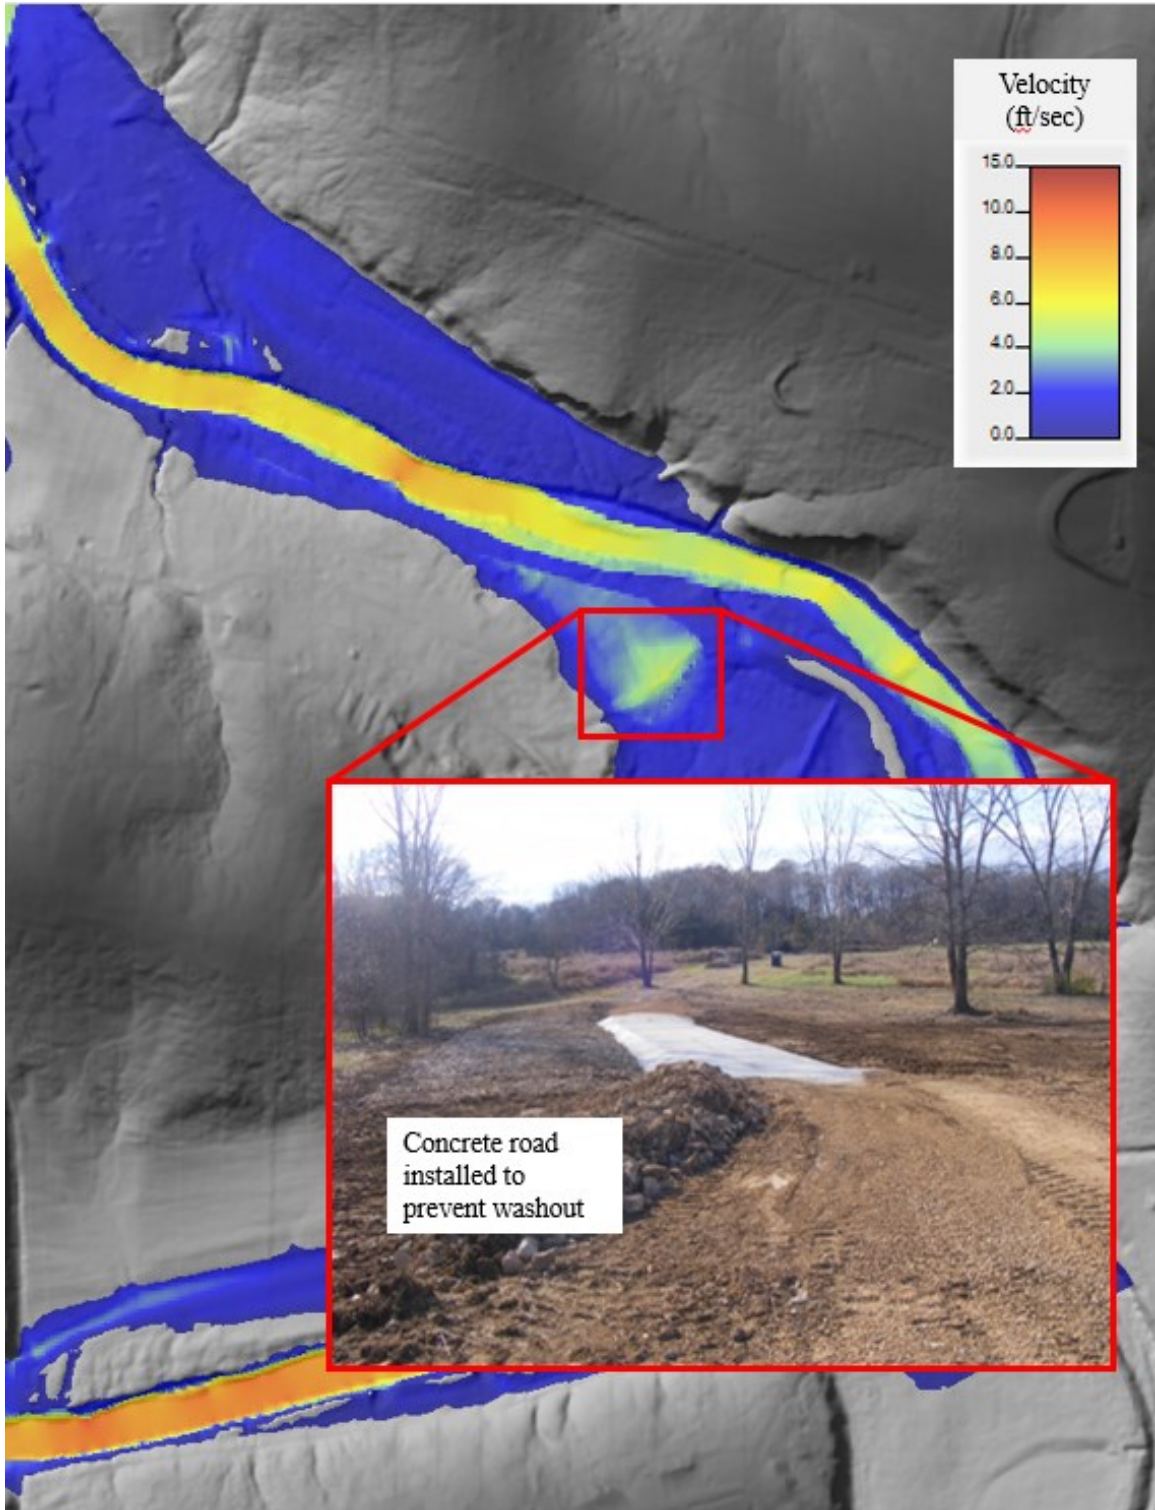 Velocity
(ft/sec)
15.0
10.0
8.0
6.0
4.0
2.0
0.0
Concrete road
installed to
prevent washout